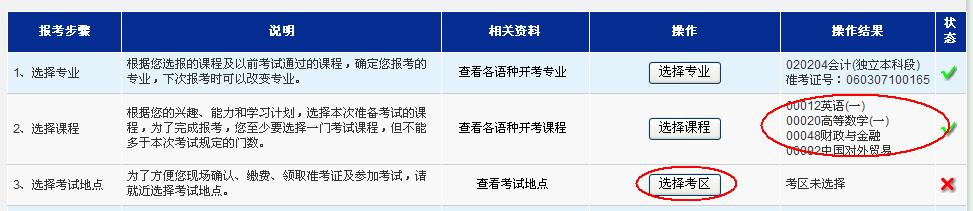 报考步骤 说明 相关资料 操作 操作结果 状态
1、选择专业
根据您选报的课程及以前考试通过的课程，确定您报考的
专业，下次报考时可以改变专业。
查看各语种开考专业
选择专业
020204会计(独立本科段)
准考证号：060307100165
2、选择课程
根据您的兴趣、能力和学习计划，选择本次准备考试的课
程，为了完成报考，您至少要选择一门考试课程，但不能
多于本次考试规定的门数。
查看各语种开考课程
选择课程
00012英语(一)
00020高等数学(一)
00048财政与金融
00092中国对外贸易
3、选择考试地点
为了方便您现场确认、缴费、领取准考证及参加考试，请
就近选择考试地点。
查看考试地点
选择考区
考区未选择